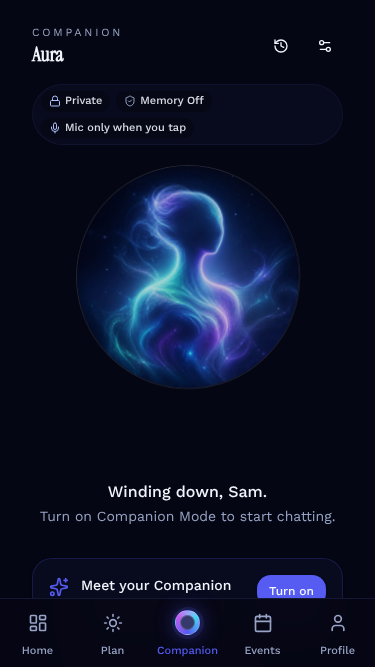 COMPANION
Aura
Private Memory Off
Mic only when you tap
Winding down, Sam.
Turn on Companion Mode to start chatting.
Meet your Companion
Turn on
Home Plan Companion Events Profile